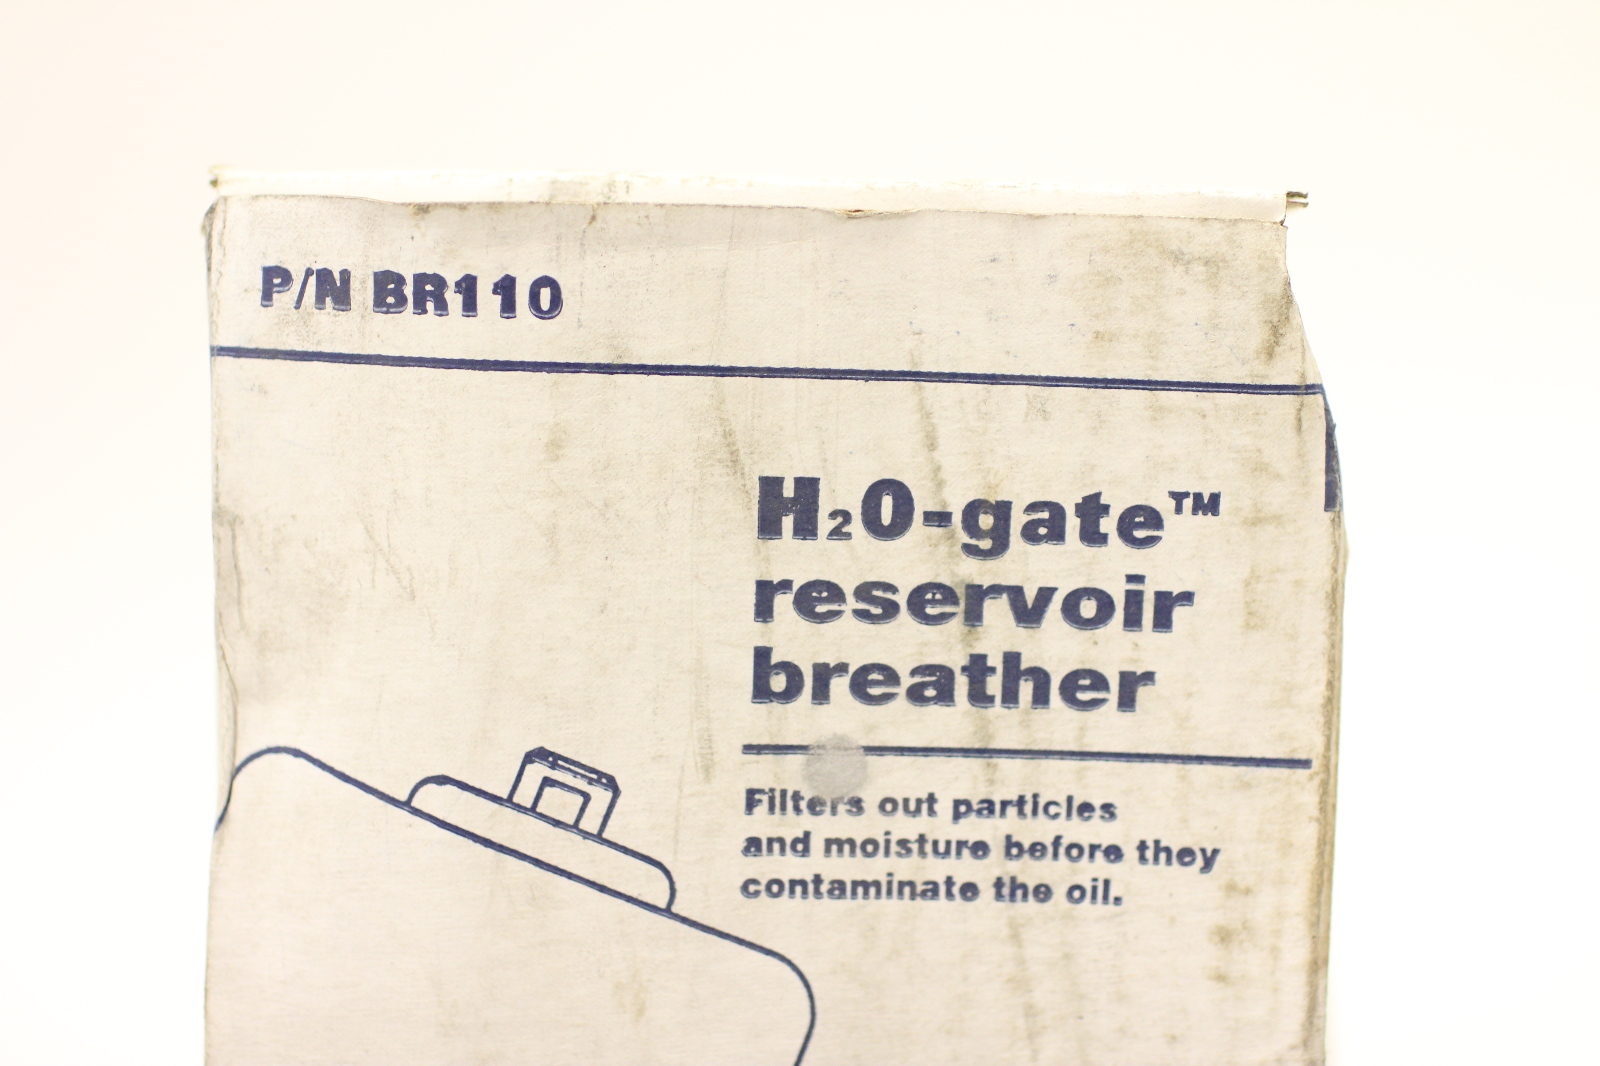 P/N BR110
H₂O-gate™
reservoir
breather
Filters out particles
and moisture before they
contaminate the oil.